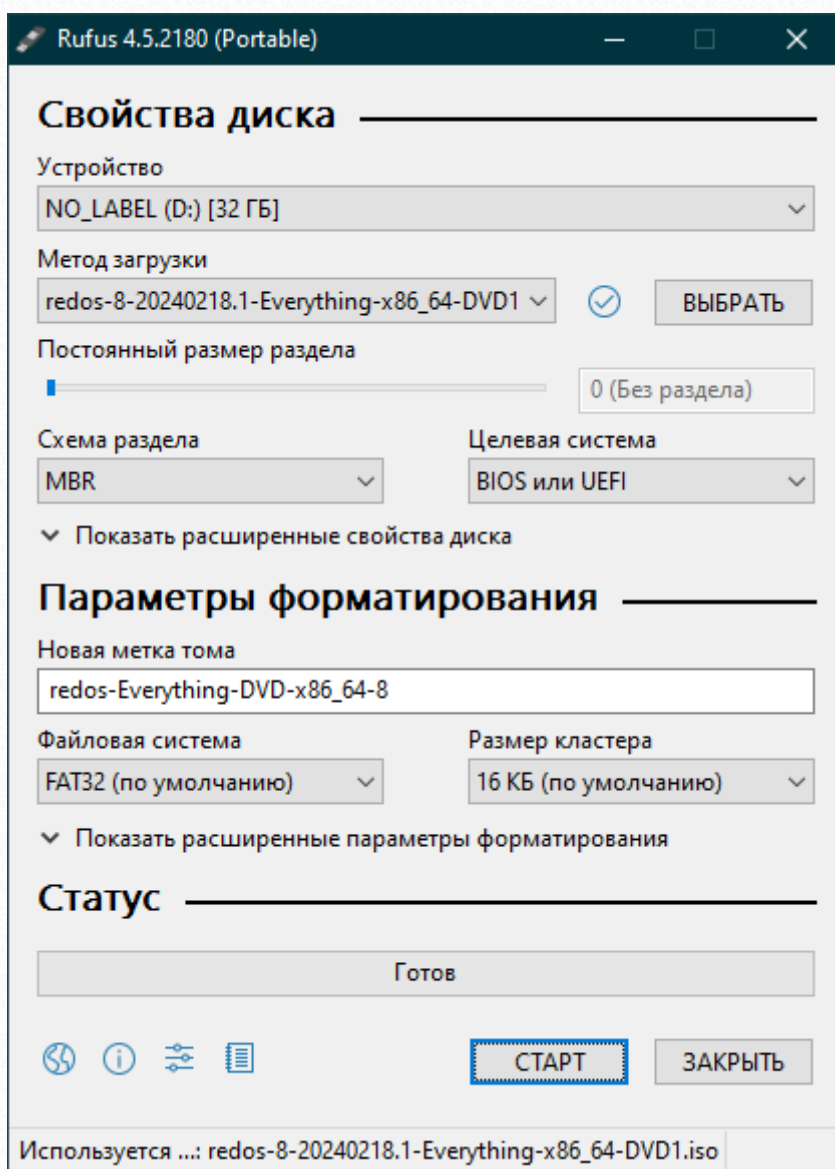 Rufus 4.5.2180 (Portable)
Свойства диска
Устройство
NO_LABEL (D:) [32 ГБ]
Метод загрузки
redos-8-20240218.1-Everything-x86_64-DVD1
ВЫБРАТЬ
Постоянный размер раздела
0 (Без раздела)
Схема раздела
Целевая система
MBR
BIOS или UEFI
Показать расширенные свойства диска
Параметры форматирования
Новая метка тома
redos-Everything-DVD-x86_64-8
Файловая система
Размер кластера
FAT32 (по умолчанию)
16 КБ (по умолчанию)
Показать расширенные параметры форматирования
Статус
Готов
СТАРТ
ЗАКРЫТЬ
Используется ...: redos-8-20240218.1-Everything-x86_64-DVD1.iso